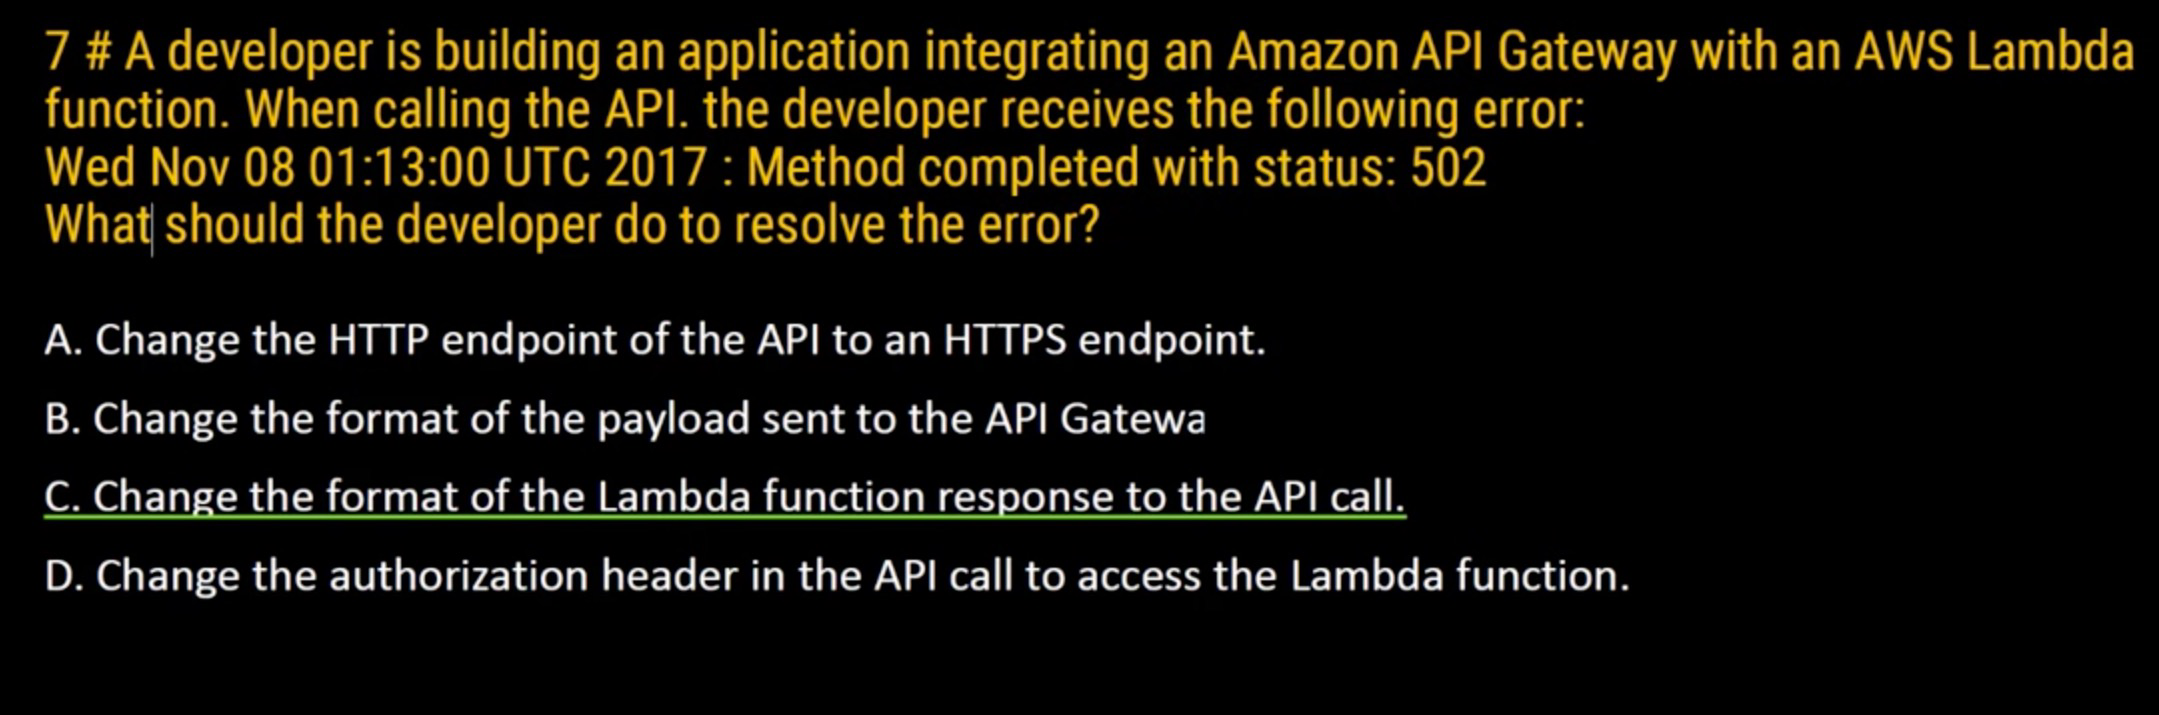 7 # A developer is building an application integrating an Amazon API Gateway with an AWS Lambda
function. When calling the API. the developer receives the following error:
Wed Nov 08 01:13:00 UTC 2017 : Method completed with status: 502
What should the developer do to resolve the error?
A. Change the HTTP endpoint of the API to an HTTPS endpoint.
B. Change the format of the payload sent to the API Gatewa
C. Change the format of the Lambda function response to the API call.
D. Change the authorization header in the API call to access the Lambda function.